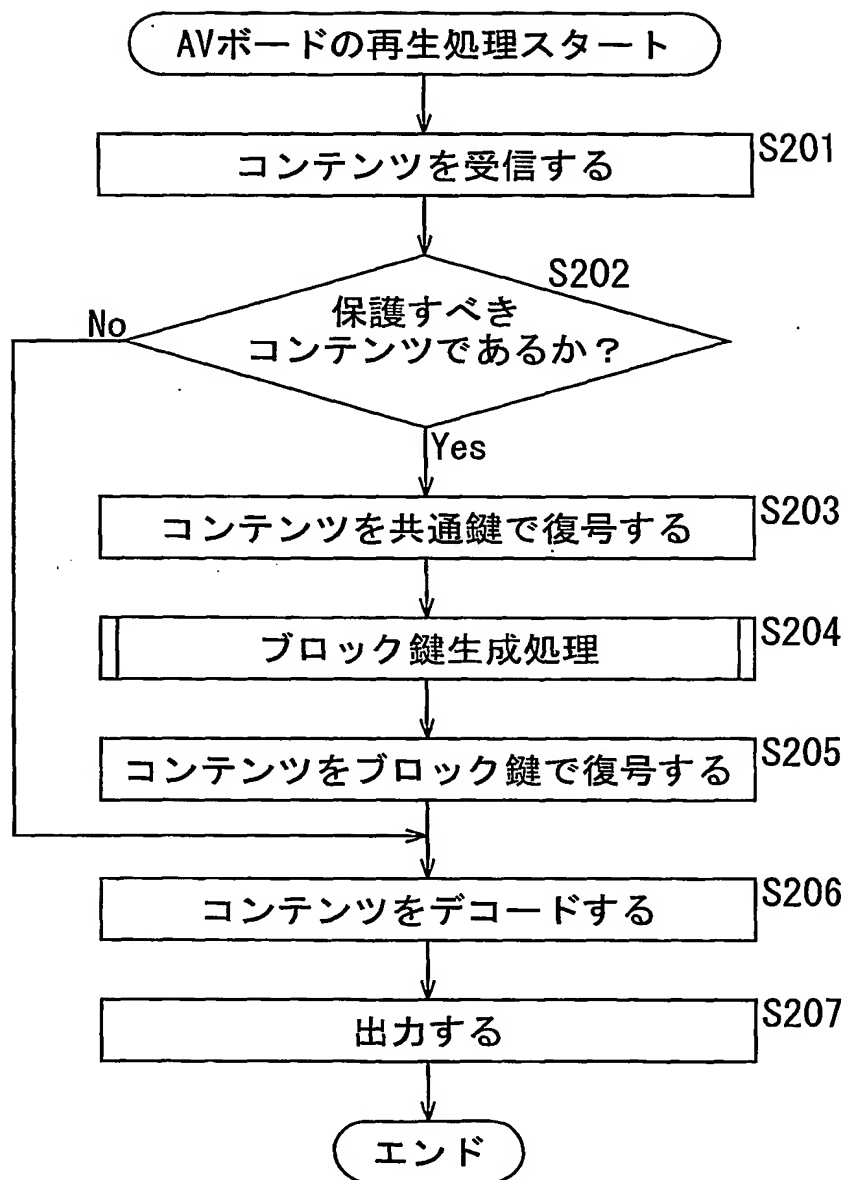 AVボードの再生処理スタート
コンテンツを受信する
S201
S202
保護すべき
コンテンツであるか？
No
Yes
コンテンツを共通鍵で復号する
S203
ブロック鍵生成処理
S204
コンテンツをブロック鍵で復号する
S205
コンテンツをデコードする
S206
出力する
S207
エンド